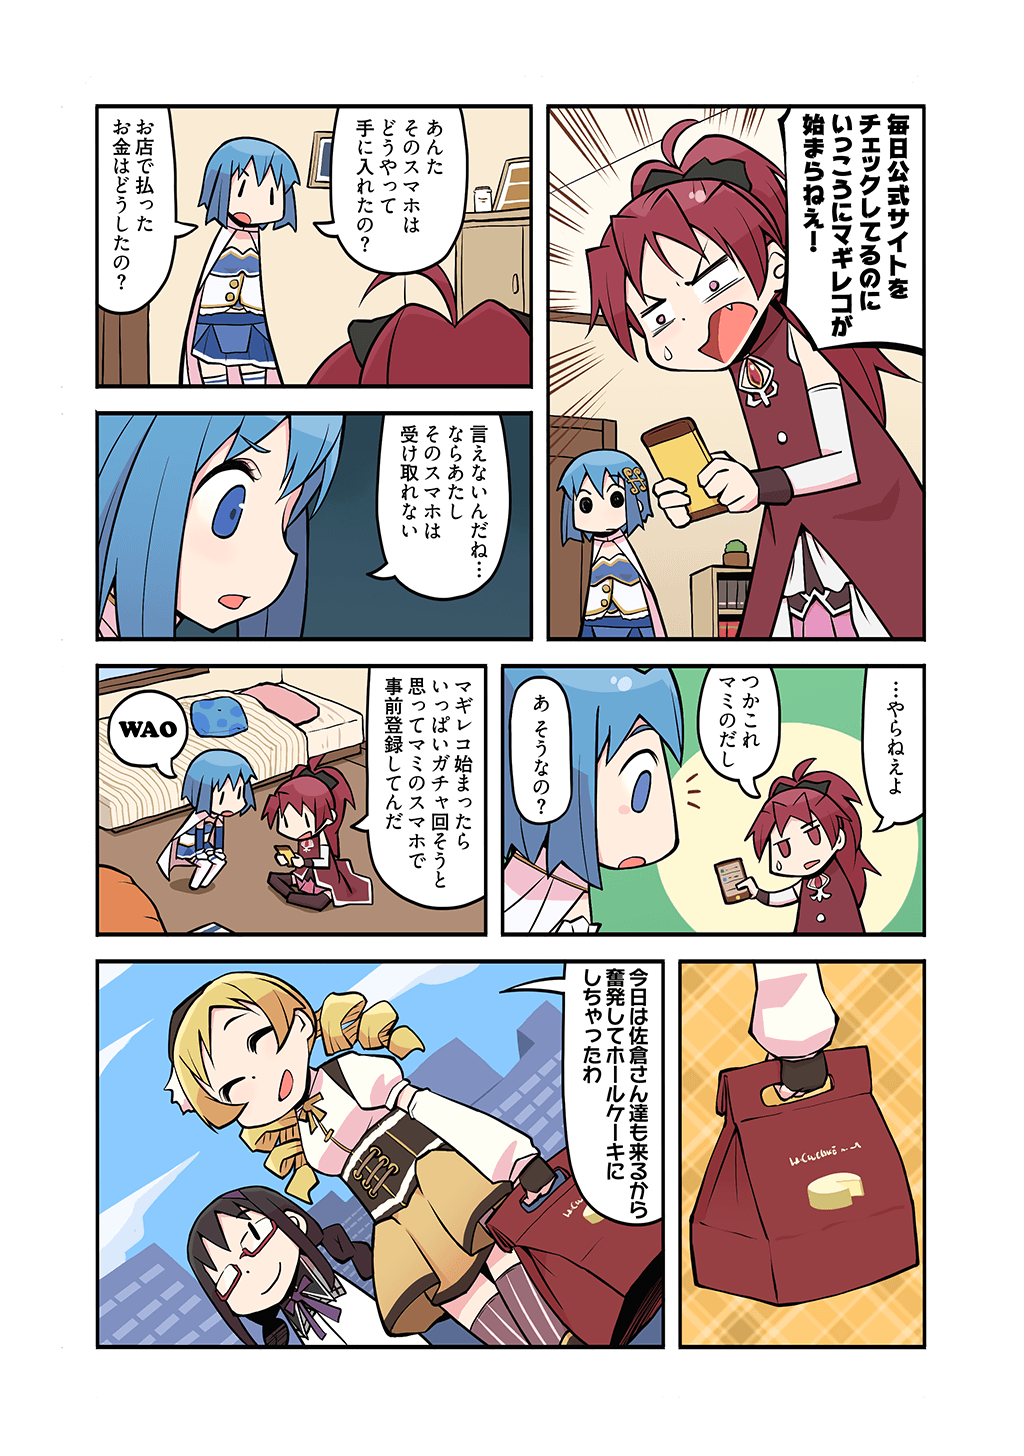 毎日公式サイトを
チェックしてるのに
いっこうにマギレコが
始まらねぇ!
あんた
そのスマホは
どうやって
手に入れたの?
お店で払った
お金はどうしたの?
言えないんだね…
ならあたし
そのスマホは
受け取れない
…やらねえよ
つかこれ
マミのだし
あ そうなの?
マギレコ始まったら
いっぱいガチャ回そうと
思ってマミのスマホで
事前登録してんだ
WAO
今日は佐倉さん達も来るから
奮発してホールケーキに
しちゃったわ